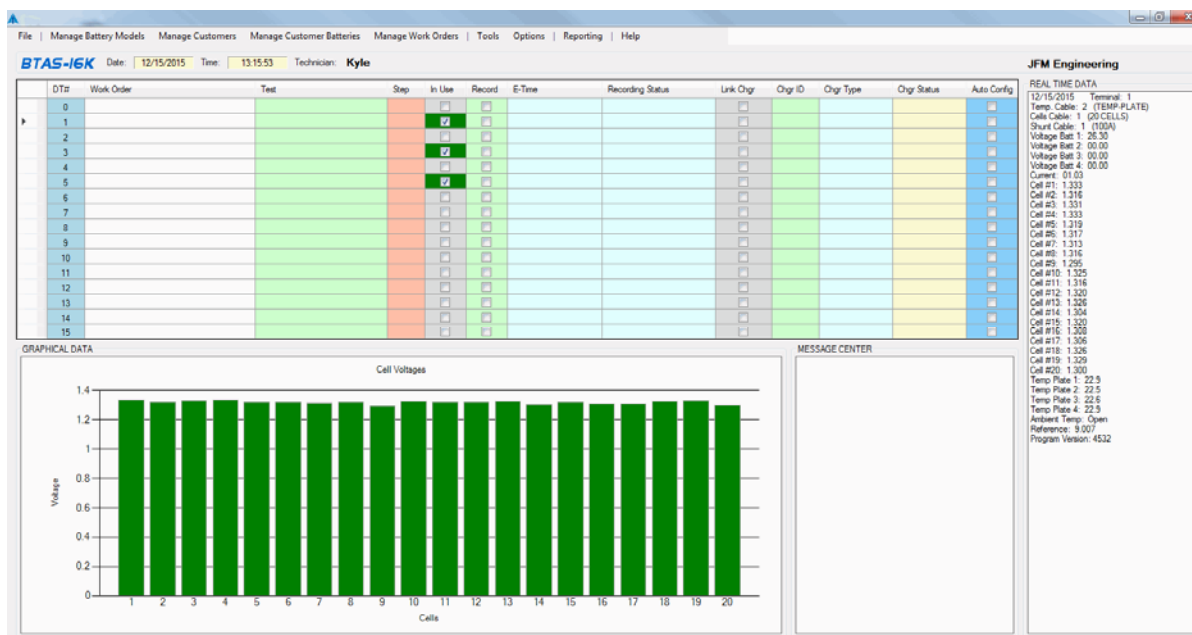 File | Manage Battery Models Manage Customers Manage Customer Batteries Manage Work Orders | Tools Options | Reporting | Help
BTAS-16K Date: 12/15/2015 Time: 13:15:53 Technician: Kyle
JFM Engineering
DT# Work Order Test Step In Use Record E-Time Recording Status Link Chgr Chgr ID Chgr Type Chgr Status Auto Config
0
1
2
3
4
5
6
7
8
9
10
11
12
13
14
15
REAL TIME DATA
12/15/2015 Terminal: 1
Temp. Cable: 2 (TEMP-PLATE)
Cells Cable: 1 (20 CELLS)
Shunt Cable: 1 (100A)
Voltage Batt 1: 26.30
Voltage Batt 2: 00.00
Voltage Batt 3: 00.00
Voltage Batt 4: 00.00
Current: 01.03
Cell #1: 1.333
Cell #2: 1.316
Cell #3: 1.331
Cell #4: 1.333
Cell #5: 1.319
Cell #6: 1.317
Cell #7: 1.313
Cell #8: 1.316
Cell #9: 1.295
Cell #10: 1.325
Cell #11: 1.316
Cell #12: 1.320
Cell #13: 1.326
Cell #14: 1.304
Cell #15: 1.320
Cell #16: 1.308
Cell #17: 1.306
Cell #18: 1.326
Cell #19: 1.329
Cell #20: 1.300
Temp Plate 1: 22.9
Temp Plate 2: 22.5
Temp Plate 3: 22.6
Temp Plate 4: 22.9
Ambient Temp: Open
Reference: 9.007
Program Version: 4532
GRAPHICAL DATA
Cell Voltages
1.4
1.2
1
0.8
0.6
0.4
0.2
0
Voltage
1 2 3 4 5 6 7 8 9 10 11 12 13 14 15 16 17 18 19 20
Cells
MESSAGE CENTER